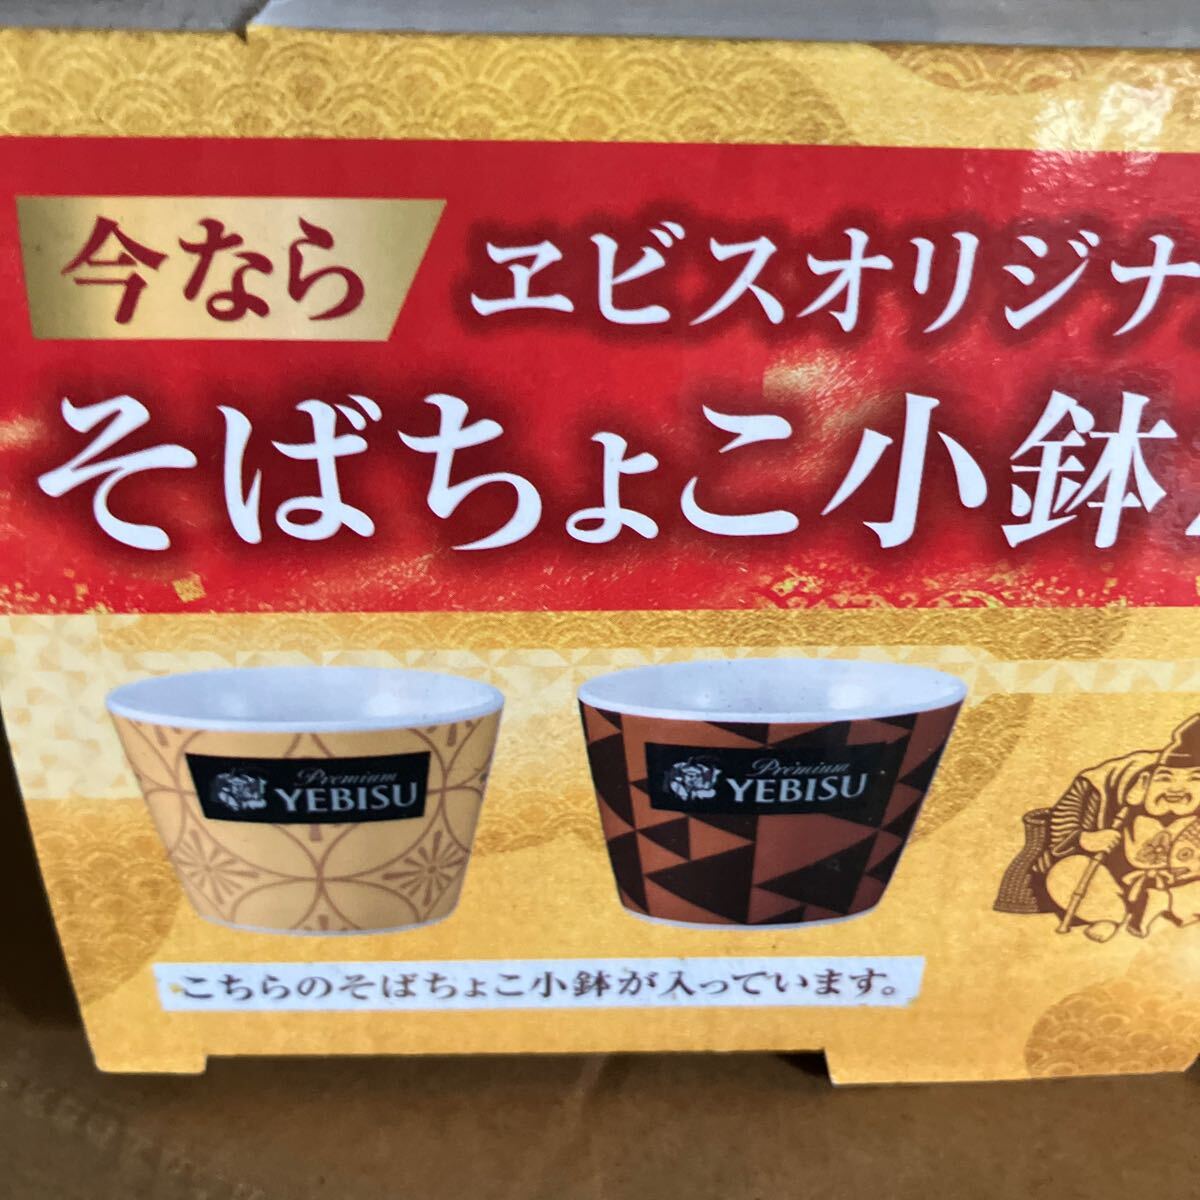 今なら
ヱビスオリジナ
そばちょこ小鉢
Premium
YEBISU
Premium
YEBISU
こちらのそばちょこ小鉢が入っています。